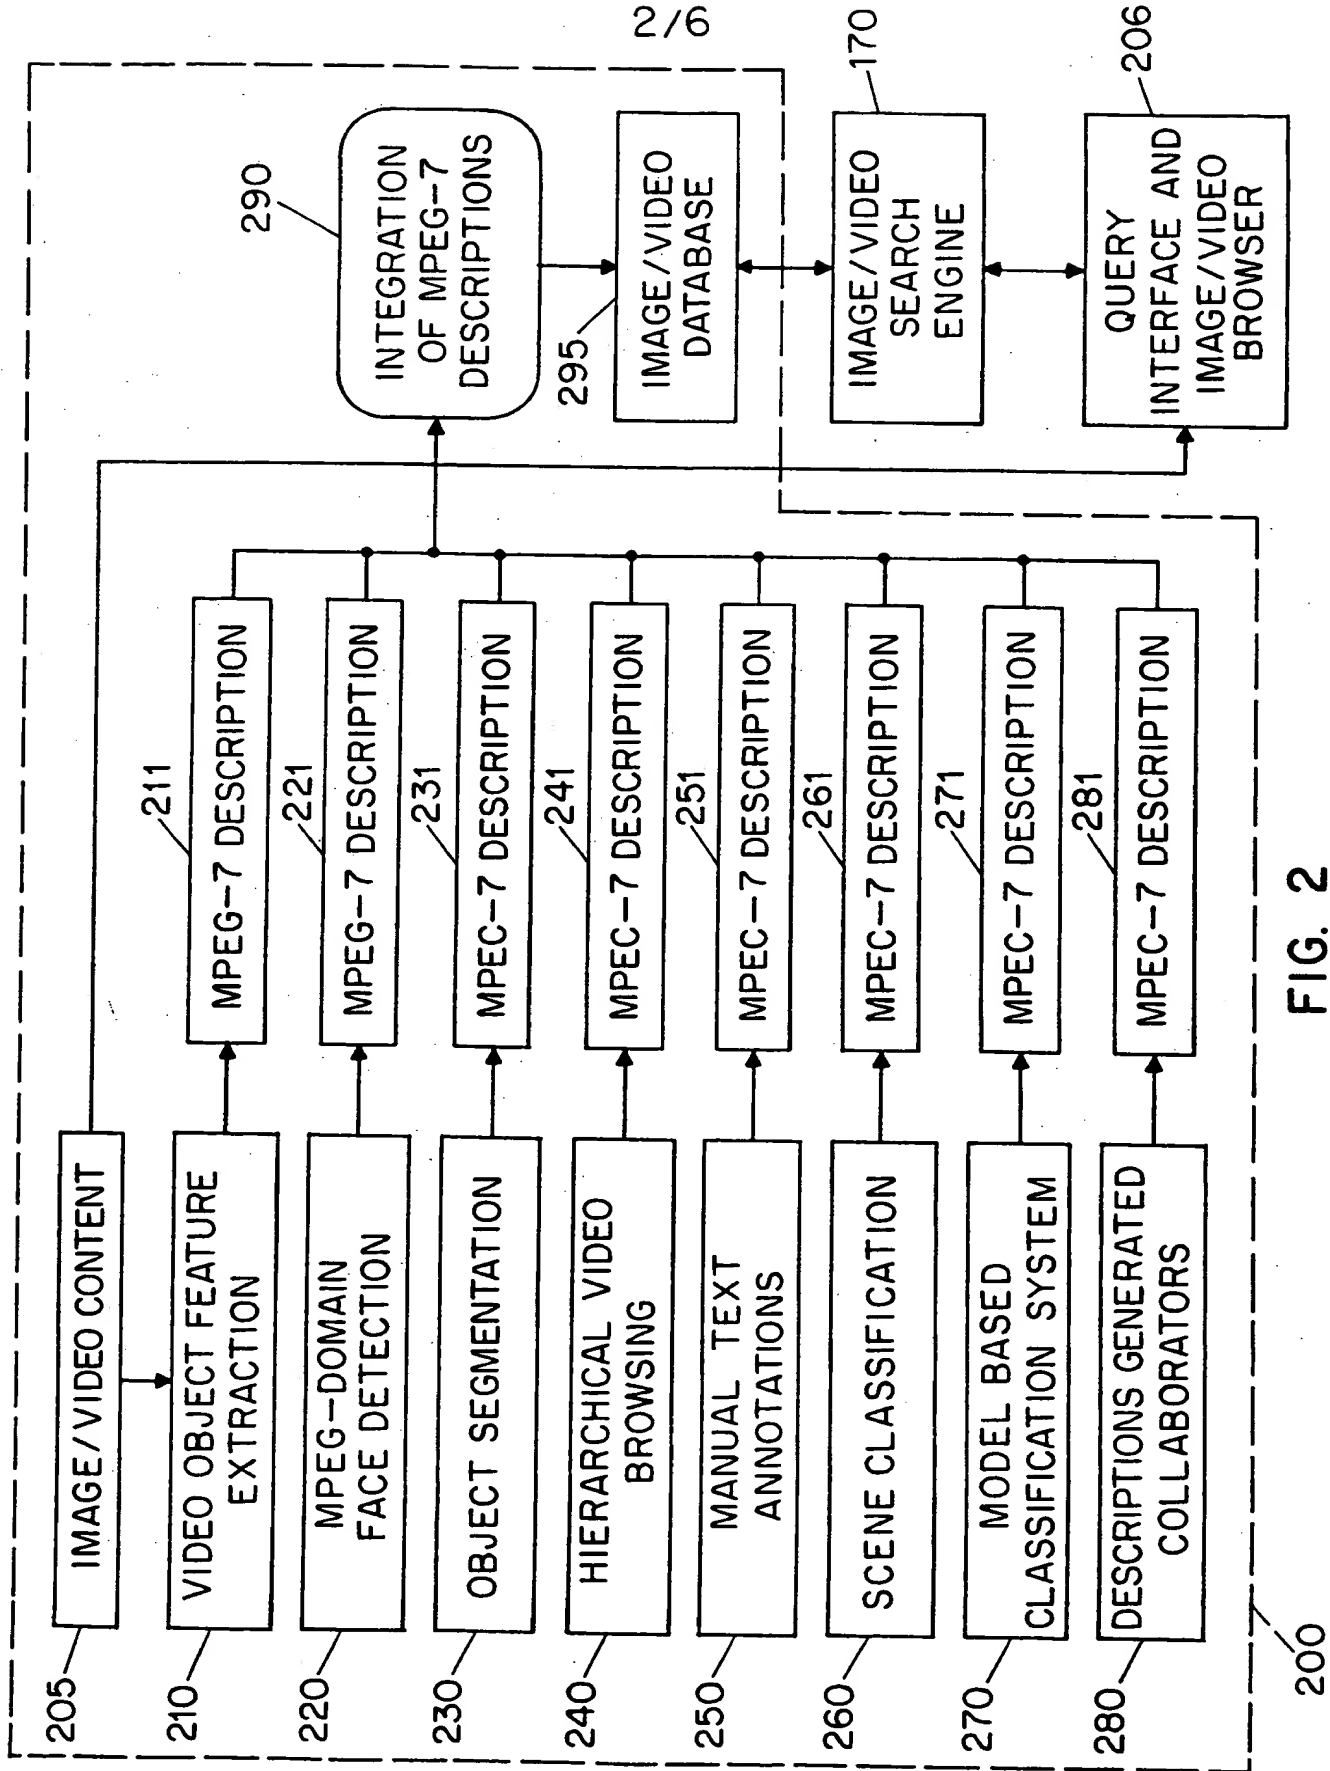 2/6
205
IMAGE/VIDEO CONTENT
210
VIDEO OBJECT FEATURE
EXTRACTION
211
MPEG-7 DESCRIPTION
220
MPEG-DOMAIN
FACE DETECTION
221
MPEG-7 DESCRIPTION
230
OBJECT SEGMENTATION
231
MPEC-7 DESCRIPTION
240
HIERARCHICAL VIDEO
BROWSING
241
MPEC-7 DESCRIPTION
250
MANUAL TEXT
ANNOTATIONS
251
MPEC-7 DESCRIPTION
260
SCENE CLASSIFICATION
261
MPEC-7 DESCRIPTION
270
MODEL BASED
CLASSIFICATION SYSTEM
271
MPEC-7 DESCRIPTION
280
DESCRIPTIONS GENERATED
COLLABORATORS
281
MPEC-7 DESCRIPTION
290
INTEGRATION
OF MPEG-7
DESCRIPTIONS
295
IMAGE/VIDEO
DATABASE
170
IMAGE/VIDEO
SEARCH
ENGINE
206
QUERY
INTERFACE AND
IMAGE/VIDEO
BROWSER
200
FIG. 2